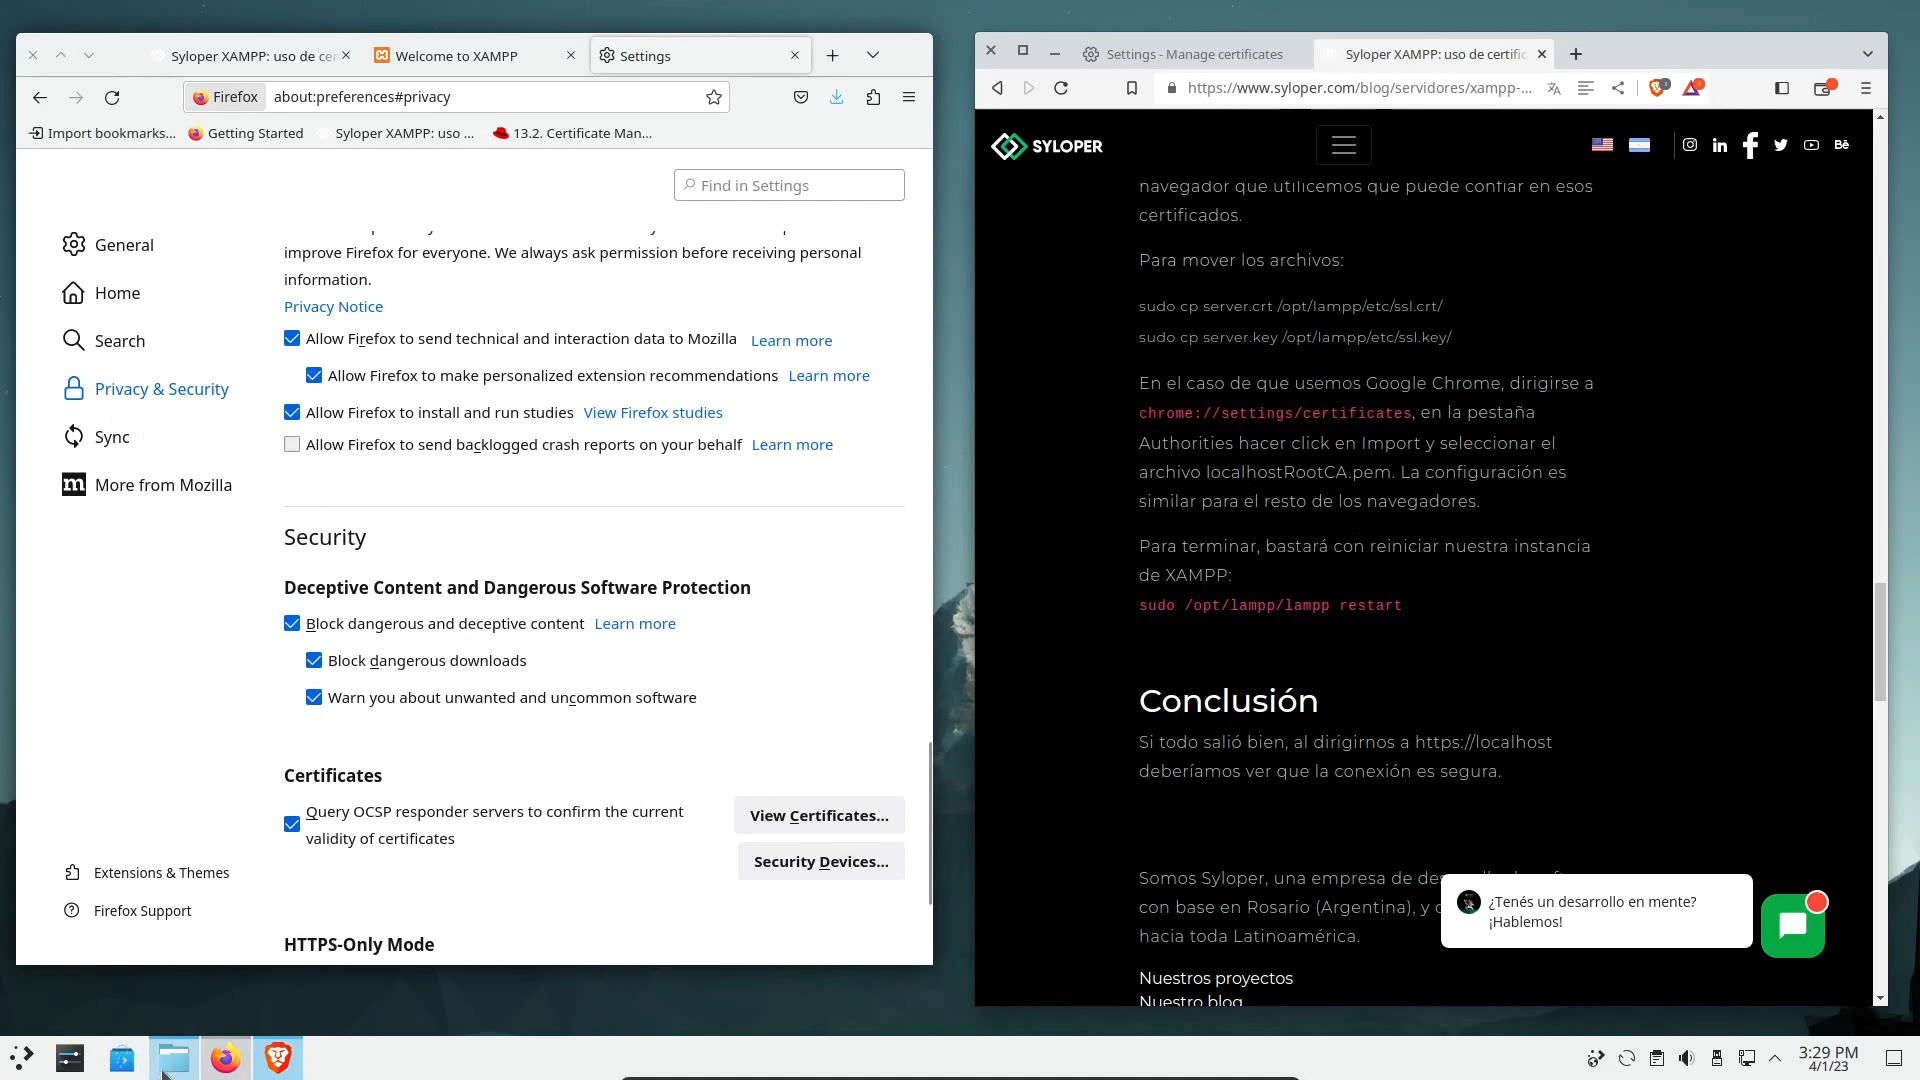 Syloper XAMPP: uso de cer
Welcome to XAMPP
Settings
Firefox
about:preferences#privacy
Import bookmarks...
Getting Started
Syloper XAMPP: uso ...
13.2. Certificate Man...
Find in Settings
General
Home
Search
Privacy & Security
Sync
More from Mozilla
Extensions & Themes
Firefox Support
improve Firefox for everyone. We always ask permission before receiving personal
information.
Privacy Notice
Allow Firefox to send technical and interaction data to Mozilla Learn more
Allow Firefox to make personalized extension recommendations Learn more
Allow Firefox to install and run studies View Firefox studies
Allow Firefox to send backlogged crash reports on your behalf Learn more
Security
Deceptive Content and Dangerous Software Protection
Block dangerous and deceptive content Learn more
Block dangerous downloads
Warn you about unwanted and uncommon software
Certificates
Query OCSP responder servers to confirm the current
validity of certificates
View Certificates...
Security Devices...
HTTPS-Only Mode
Settings - Manage certificates
Syloper XAMPP: uso de certific
https://www.syloper.com/blog/servidores/xampp-...
SYLOPER
Bē
navegador que utilicemos que puede confiar en esos
certificados.
Para mover los archivos:
sudo cp server.crt /opt/lampp/etc/ssl.crt/
sudo cp server.key /opt/lampp/etc/ssl.key/
En el caso de que usemos Google Chrome, dirigirse a
chrome://settings/certificates, en la pestaña
Authorities hacer click en Import y seleccionar el
archivo localhostRootCA.pem. La configuración es
similar para el resto de los navegadores.
Para terminar, bastará con reiniciar nuestra instancia
de XAMPP:
sudo /opt/lampp/lampp restart
Conclusión
Si todo salió bien, al dirigirnos a https://localhost
deberíamos ver que la conexión es segura.
Somos Syloper, una empresa de
con base en Rosario (Argentina), y
hacia toda Latinoamérica.
Nuestros proyectos
Nuestro blog
¿Tenés un desarrollo en mente?
¡Hablemos!
3:29 PM
4/1/23